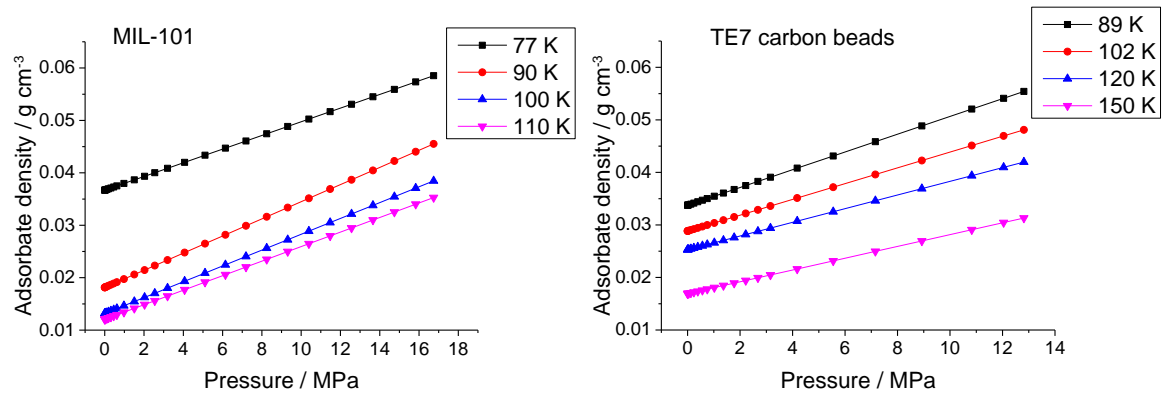 MIL-101
77 K
90 K
100 K
110 K
0.06
0.05
0.04
0.03
0.02
0.01
Adsorbate density / g cm⁻³
0 2 4 6 8 10 12 14 16 18
Pressure / MPa
TE7 carbon beads
89 K
102 K
120 K
150 K
0.06
0.05
0.04
0.03
0.02
0.01
Adsorbate density / g cm⁻³
0 2 4 6 8 10 12 14
Pressure / MPa